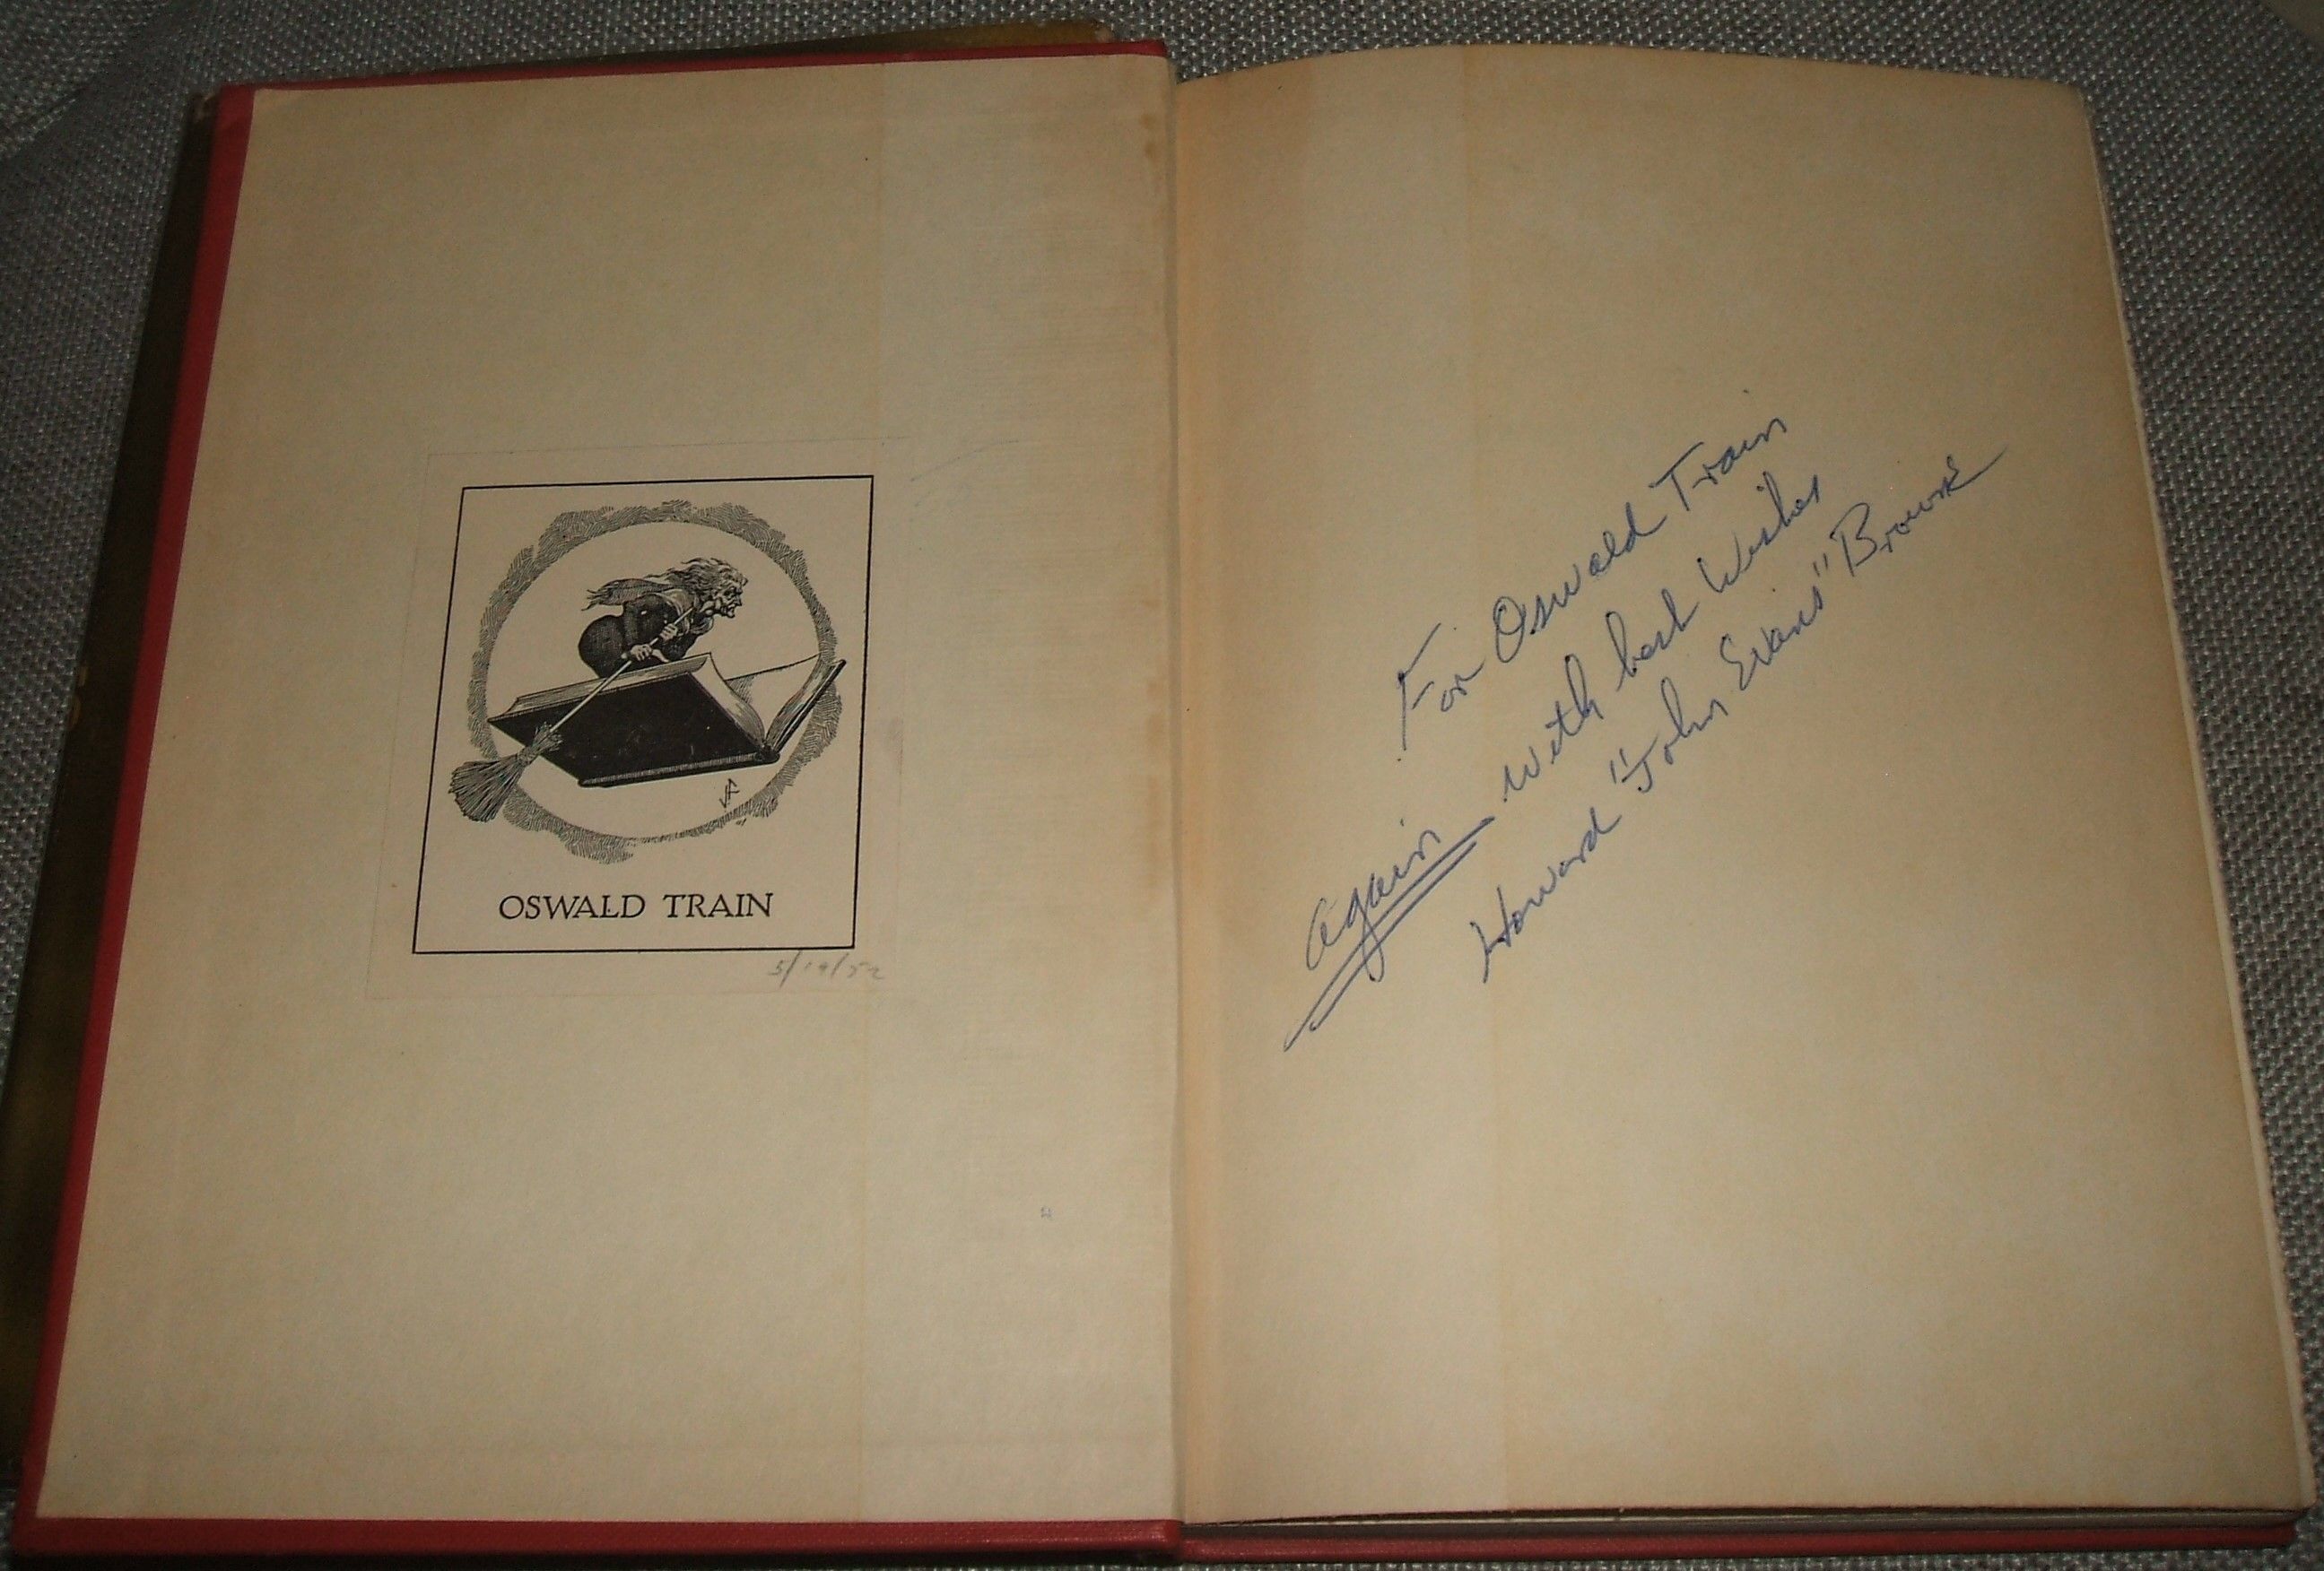 OSWALD TRAIN
5/19/52
For Oswald Train
Again with best Wishes
Howard "John Evans" Browne